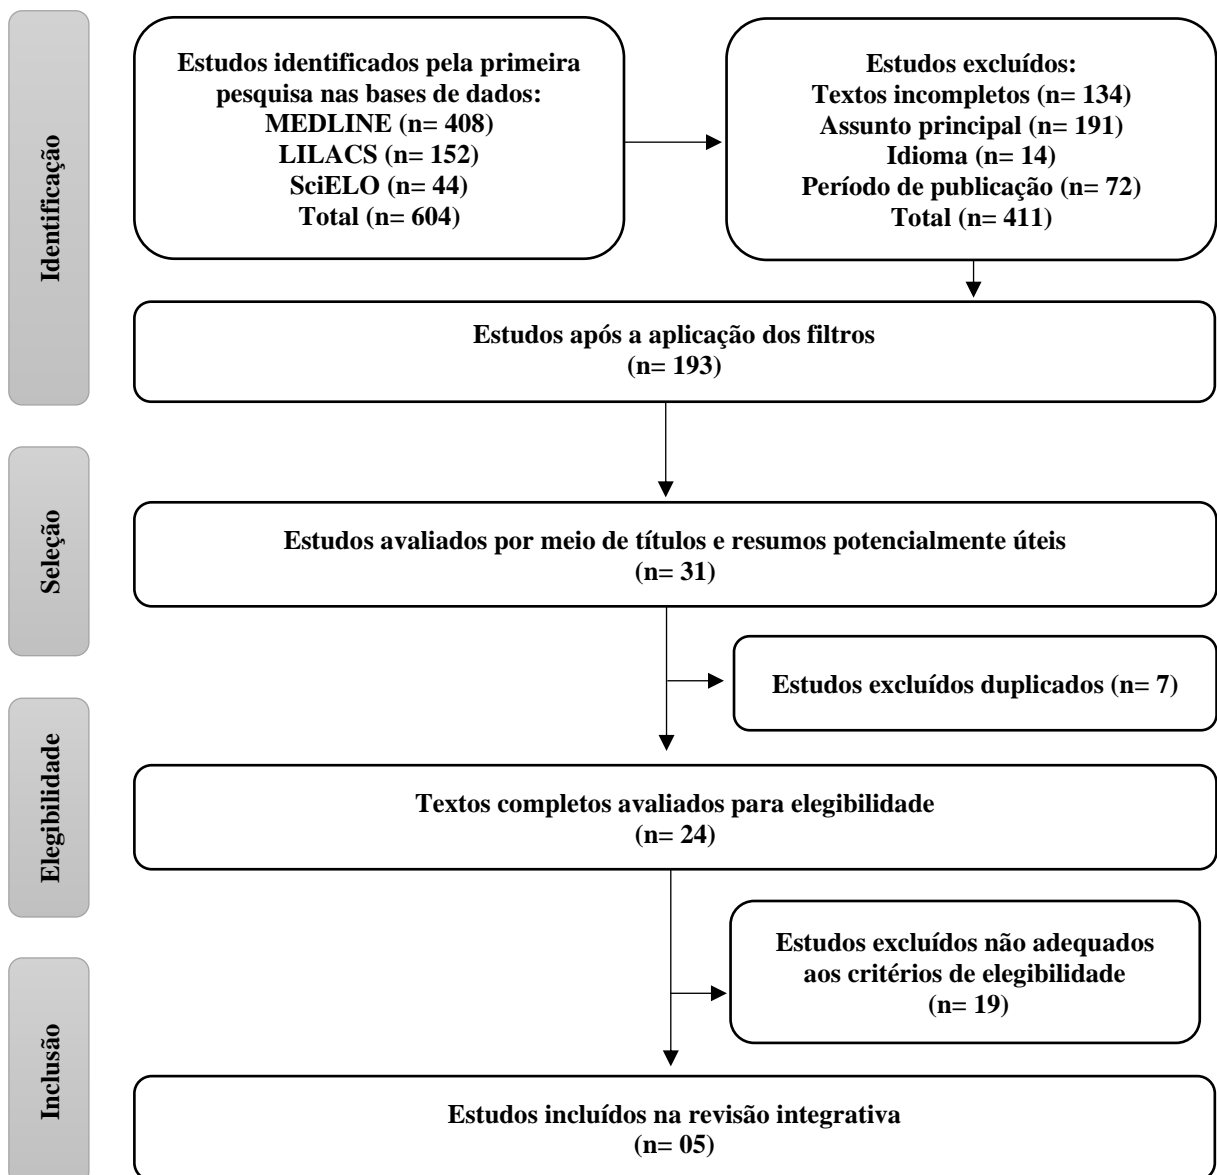 Identificação
Estudos identificados pela primeira
pesquisa nas bases de dados:
MEDLINE (n= 408)
LILACS (n= 152)
SciELO (n= 44)
Total (n= 604)
Estudos excluídos:
Textos incompletos (n= 134)
Assunto principal (n= 191)
Idioma (n= 14)
Período de publicação (n= 72)
Total (n= 411)
Estudos após a aplicação dos filtros
(n= 193)
Seleção
Estudos avaliados por meio de títulos e resumos potencialmente úteis
(n= 31)
Estudos excluídos duplicados (n= 7)
Elegibilidade
Textos completos avaliados para elegibilidade
(n= 24)
Estudos excluídos não adequados
aos critérios de elegibilidade
(n= 19)
Inclusão
Estudos incluídos na revisão integrativa
(n= 05)